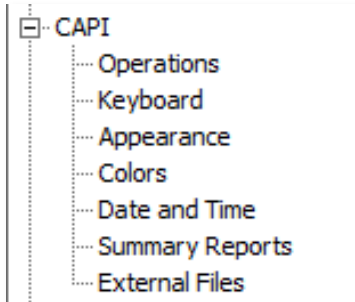 CAPI
Operations
Keyboard
Appearance
Colors
Date and Time
Summary Reports
External Files